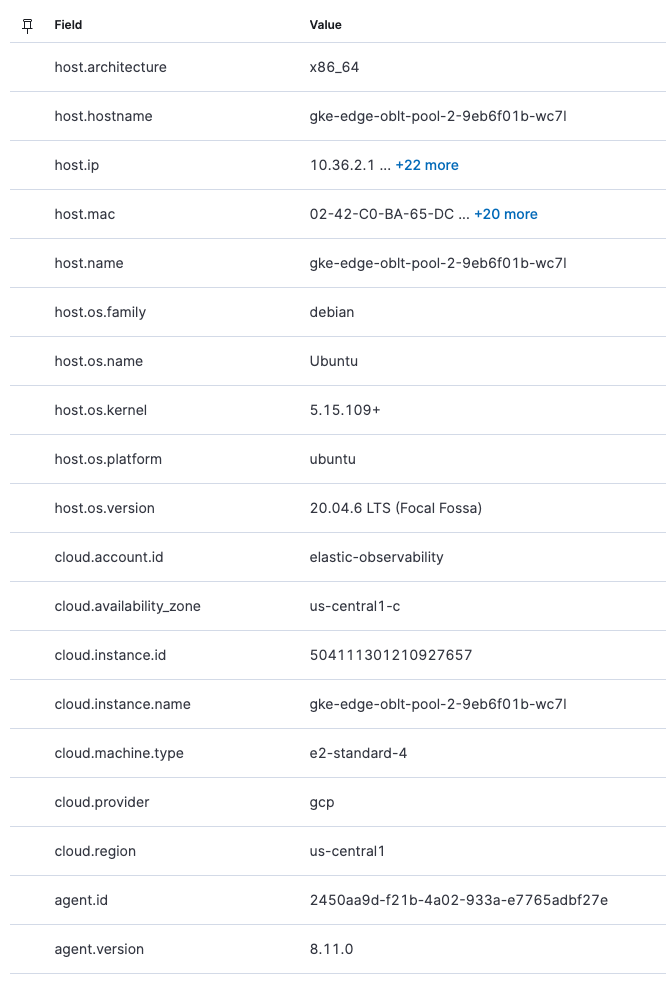 Field Value
host.architecture x86_64
host.hostname gke-edge-oblt-pool-2-9eb6f01b-wc7l
host.ip 10.36.2.1 ... +22 more
host.mac 02-42-C0-BA-65-DC ... +20 more
host.name gke-edge-oblt-pool-2-9eb6f01b-wc7l
host.os.family debian
host.os.name Ubuntu
host.os.kernel 5.15.109+
host.os.platform ubuntu
host.os.version 20.04.6 LTS (Focal Fossa)
cloud.account.id elastic-observability
cloud.availability_zone us-central1-c
cloud.instance.id 504111301210927657
cloud.instance.name gke-edge-oblt-pool-2-9eb6f01b-wc7l
cloud.machine.type e2-standard-4
cloud.provider gcp
cloud.region us-central1
agent.id 2450aa9d-f21b-4a02-933a-e7765adbf27e
agent.version 8.11.0